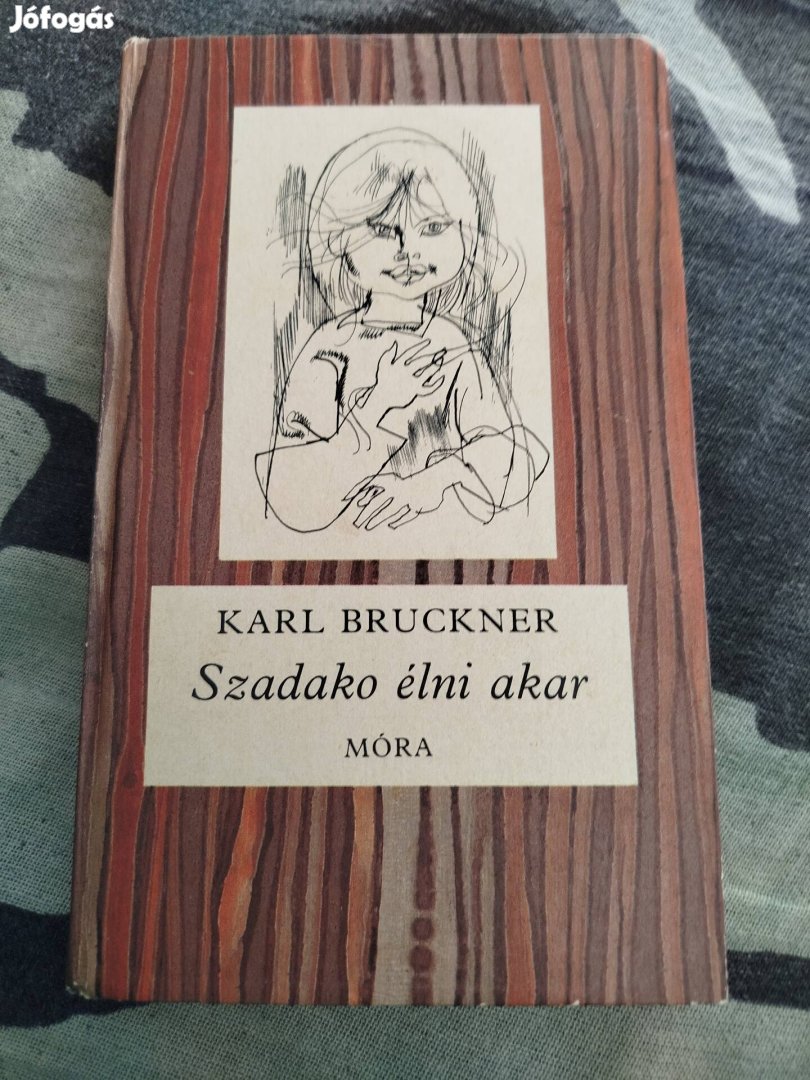 Jófogás
KARL BRUCKNER
Szadako élni akar
MÓRA